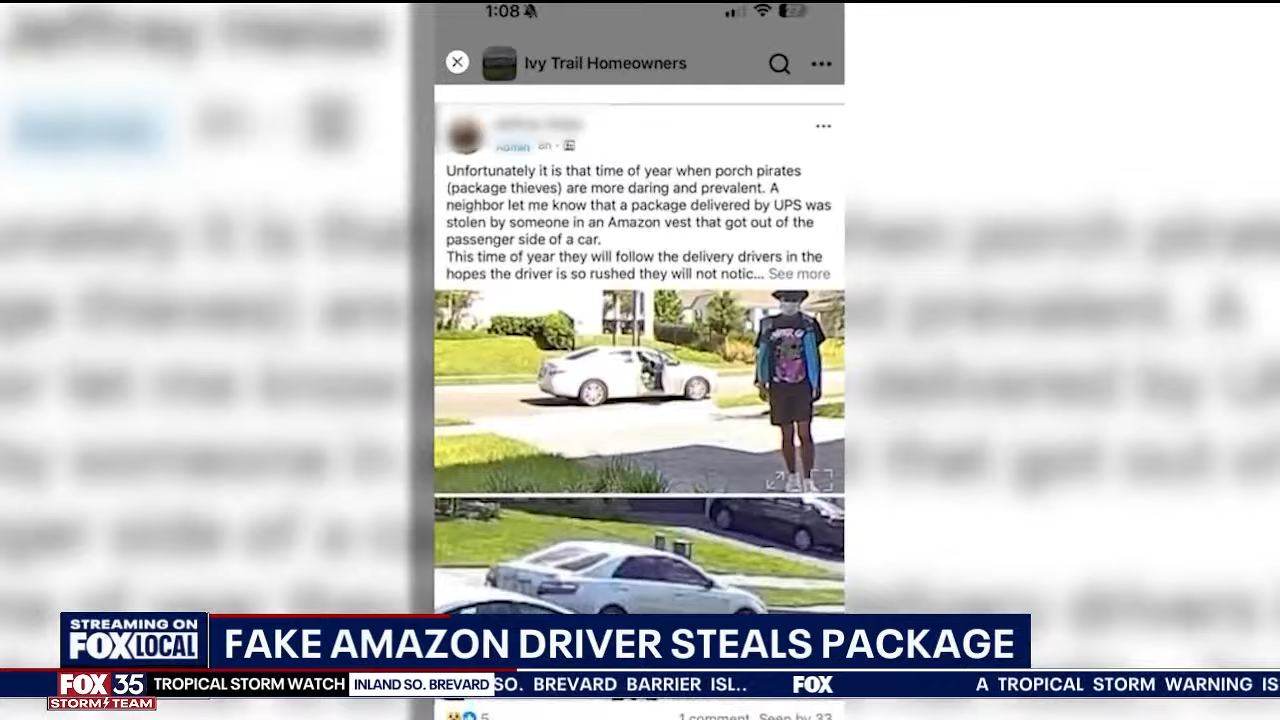 1:08
27
Ivy Trail Homeowners
Admin 8h
Unfortunately it is that time of year when porch pirates
(package thieves) are more daring and prevalent. A
neighbor let me know that a package delivered by UPS was
stolen by someone in an Amazon vest that got out of the
passenger side of a car.
This time of year they will follow the delivery drivers in the
hopes the driver is so rushed they will not notic... See more
STREAMING ON
FOX LOCAL
FAKE AMAZON DRIVER STEALS PACKAGE
FOX 35
STORM TEAM
TROPICAL STORM WATCH
INLAND SO. BREVARD
SO. BREVARD BARRIER ISL..
FOX
A TROPICAL STORM WARNING IS
5
1 comment Seen by 33